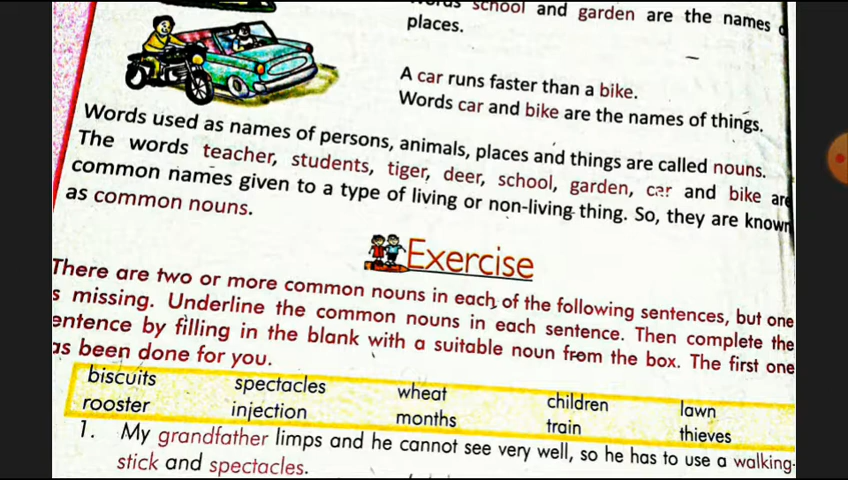 school and garden are the names
places.
A car runs faster than a bike.
Words car and bike are the names of things.
Words used as names of persons, animals, places and things are called nouns.
The words teacher, students, tiger, deer, school, garden, car and bike are
common names given to a type of living or non-living thing. So, they are known
as common nouns.
Exercise
There are two or more common nouns in each of the following sentences, but one
s missing. Underline the common nouns in each sentence. Then complete the
entence by filling in the blank with a suitable noun from the box. The first one
as been done for you.
biscuits spectacles wheat children lawn
rooster injection months train thieves
1. My grandfather limps and he cannot see very well, so he has to use a walking-
stick and spectacles.